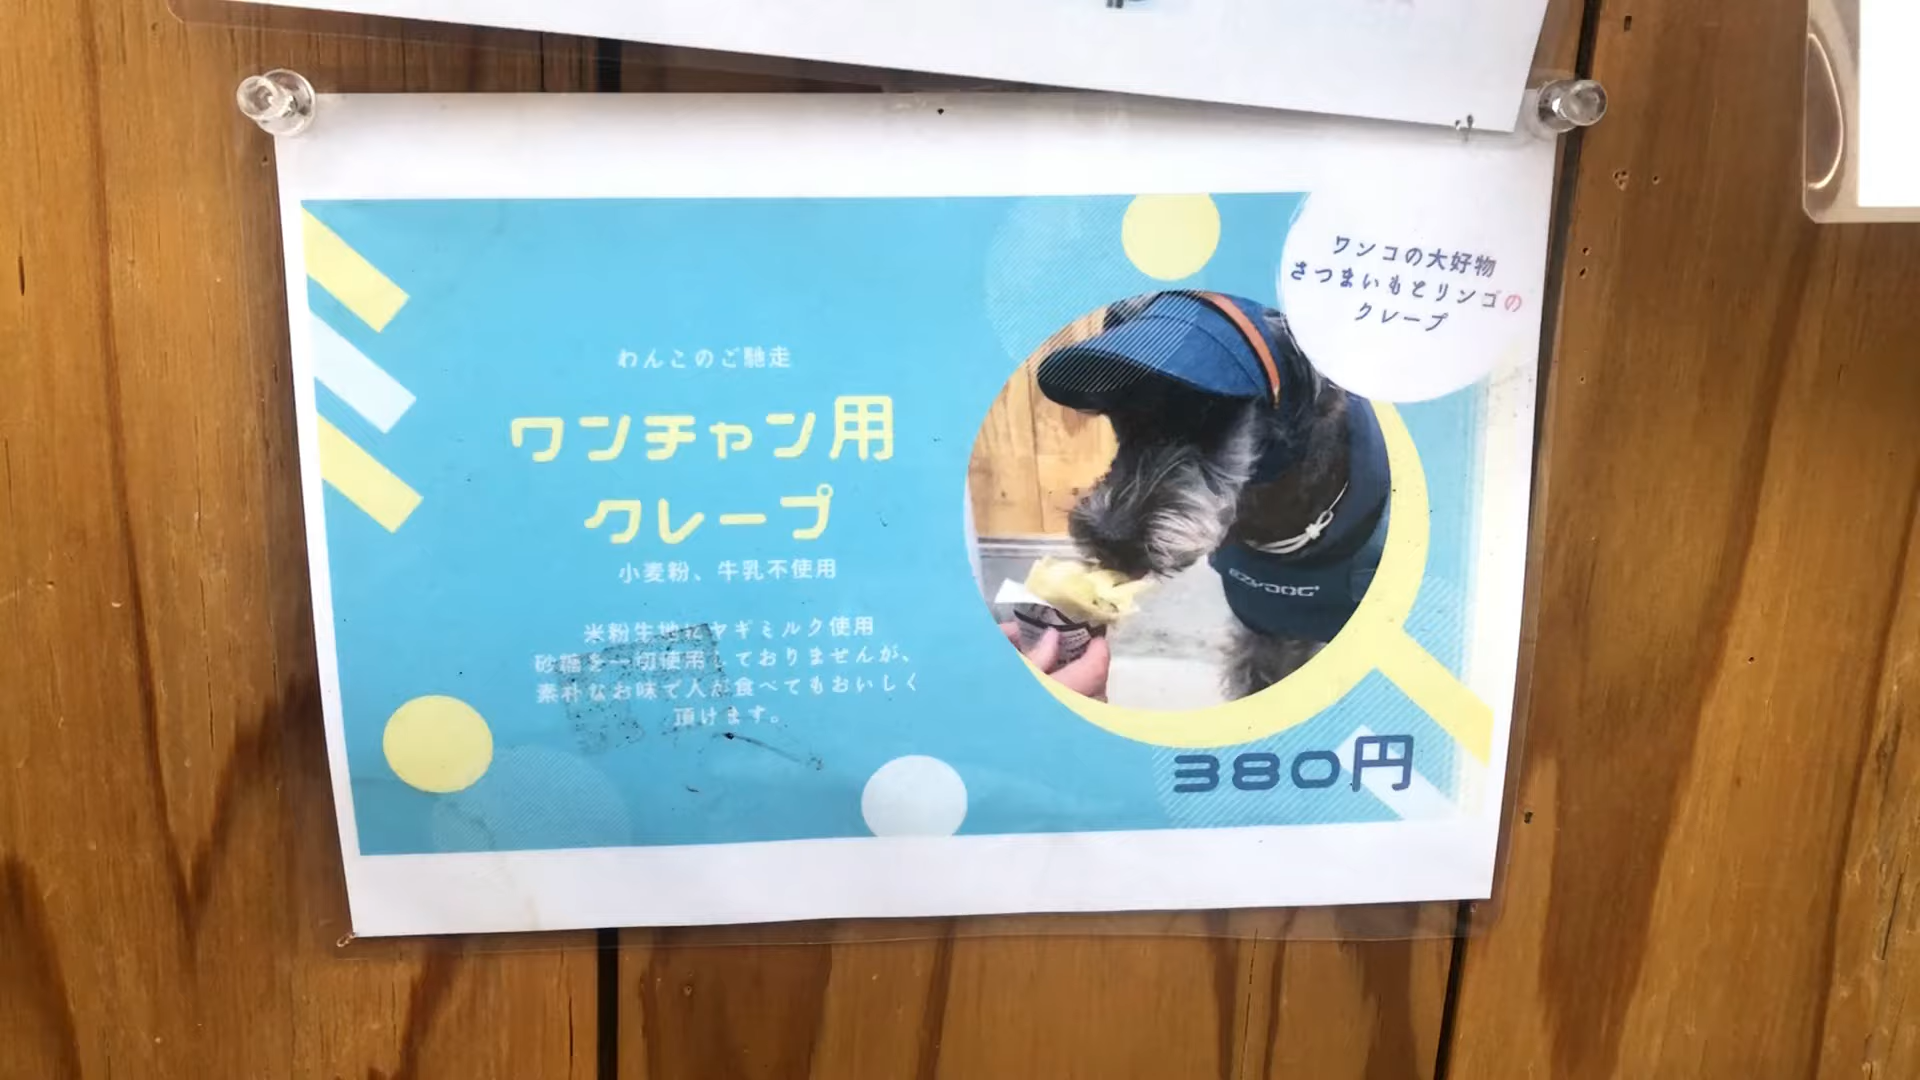 わんこのご馳走
ワンチャン用
クレープ
小麦粉、牛乳不使用
米粉生地にヤギミルク使用
砂糖を一切使用しておりませんが、
素朴なお味で人が食べてもおいしく
頂けます。
ワンコの大好物
さつまいもとリンゴの
クレープ
EZYDOG
380円